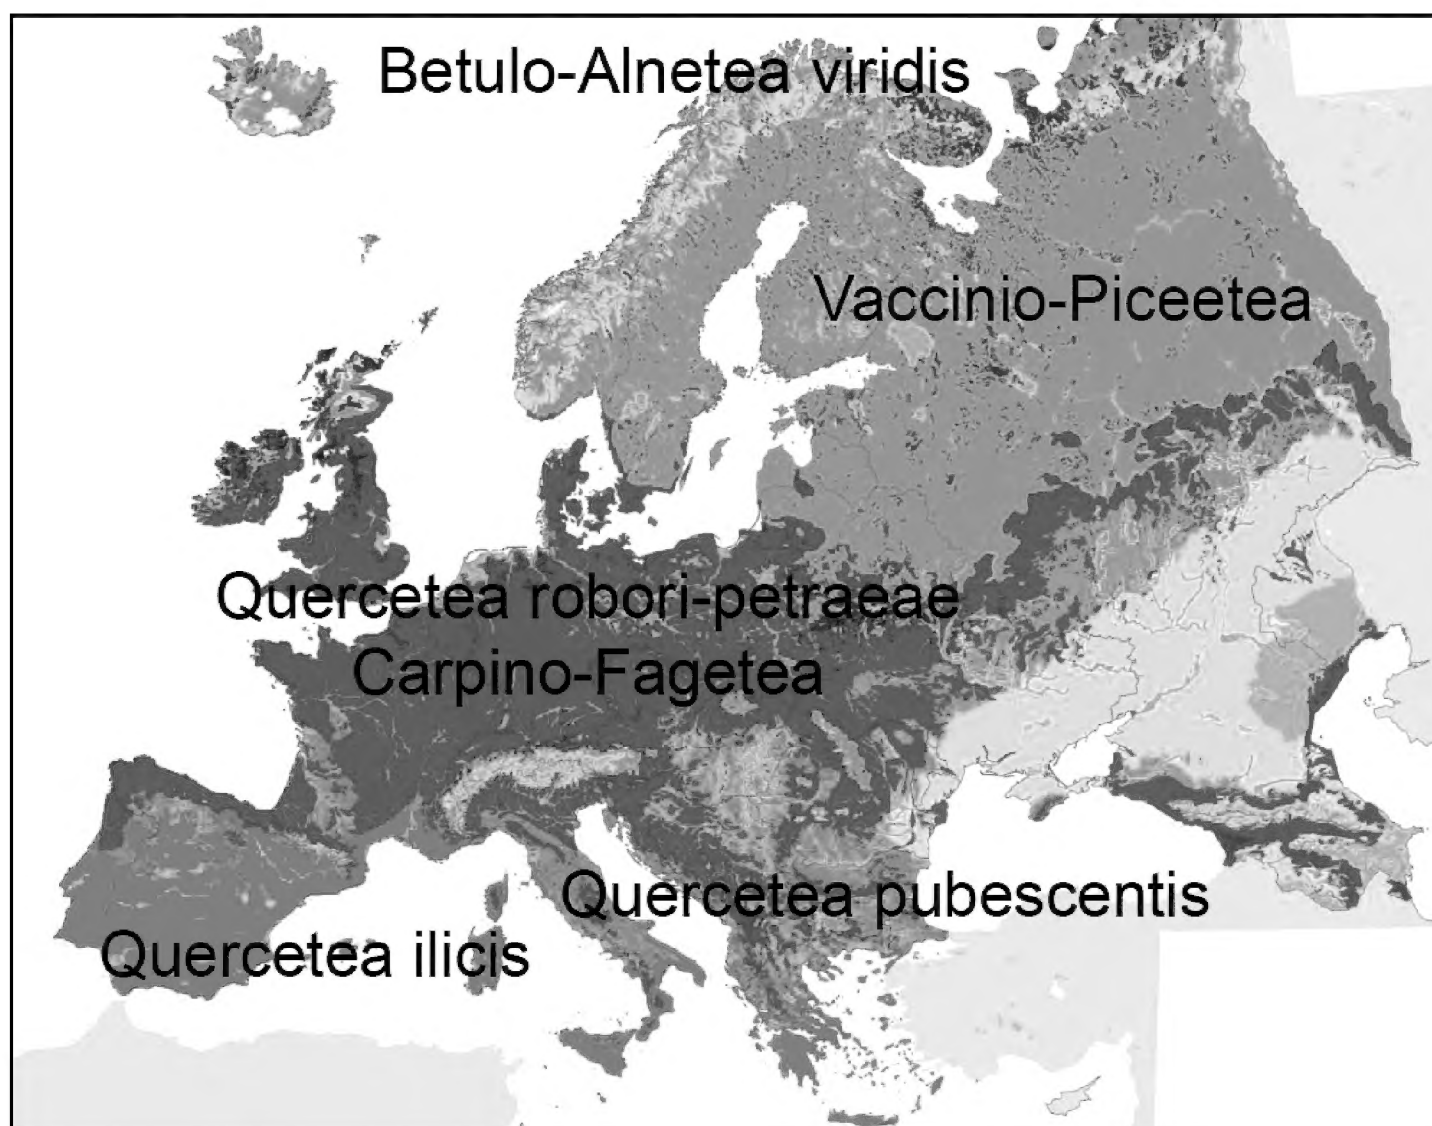 Betulo-Alnetea viridis
Vaccinio-Piceetea
Quercetea robori-petraeae
Carpino-Fagetea
Quercetea pubescentis
Quercetea ilicis